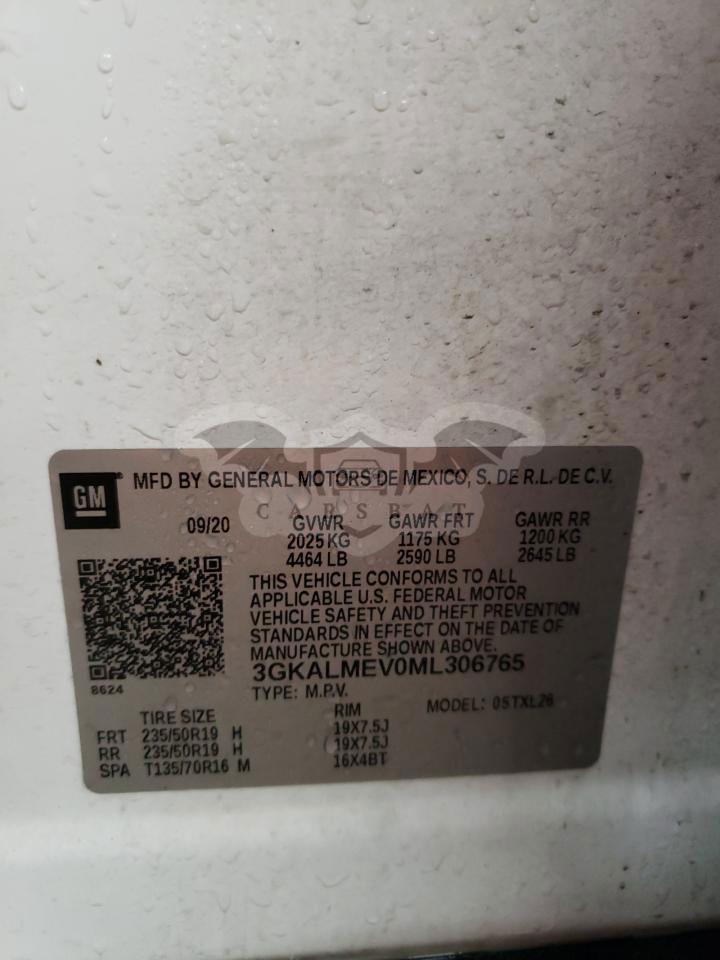 GM
MFD BY GENERAL MOTORS DE MEXICO, S. DE R.L. DE C.V.
CARSBAT
09/20 GVWR GAWR FRT GAWR RR
2025 KG 1175 KG 1200 KG
4464 LB 2590 LB 2645 LB
THIS VEHICLE CONFORMS TO ALL
APPLICABLE U.S. FEDERAL MOTOR
VEHICLE SAFETY AND THEFT PREVENTION
STANDARDS IN EFFECT ON THE DATE OF
MANUFACTURE SHOWN ABOVE.
8624
3GKALMEV0ML306765
TYPE: M.P.V. MODEL: 05TXL26
TIRE SIZE RIM
FRT 235/50R19 H 19X7.5J
RR 235/50R19 H 19X7.5J
SPA T135/70R16 M 16X4BT